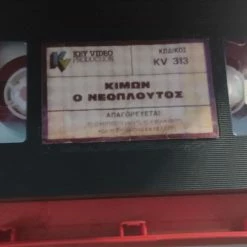 KEY VIDEO
PRODUCTION
ΚΩΔΙΚΟΣ
KV 313
ΚΙΜΩΝ
Ο ΝΕΟΠΛΟΥΤΟΣ
ΑΠΑΓΟΡΕΥΕΤΑΙ